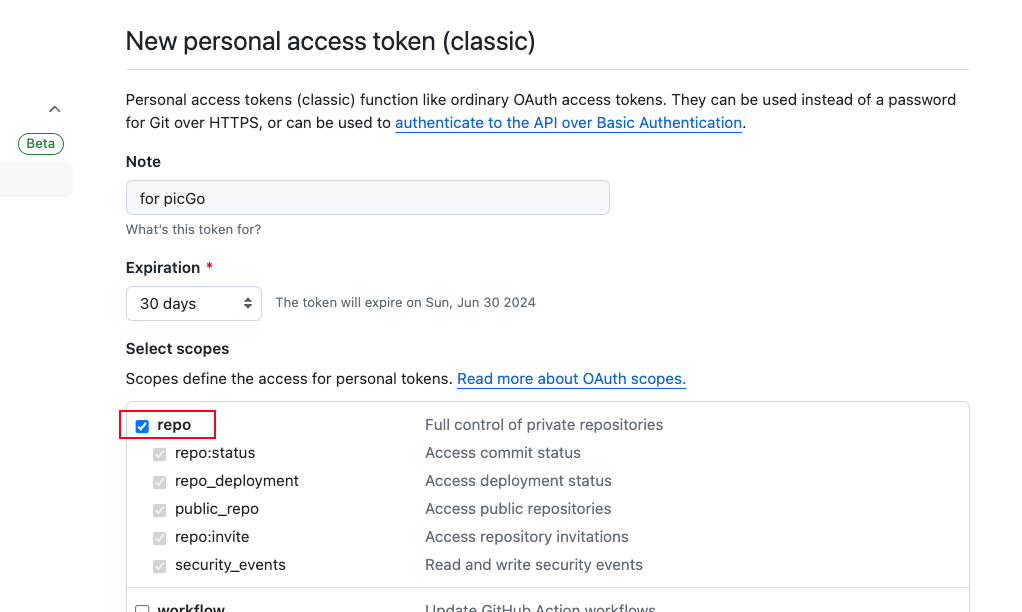 New personal access token (classic)
Personal access tokens (classic) function like ordinary OAuth access tokens. They can be used instead of a password
for Git over HTTPS, or can be used to authenticate to the API over Basic Authentication.
Beta
Note
for picGo
What's this token for?
Expiration *
30 days The token will expire on Sun, Jun 30 2024
Select scopes
Scopes define the access for personal tokens. Read more about OAuth scopes.
repo Full control of private repositories
repo:status Access commit status
repo_deployment Access deployment status
public_repo Access public repositories
repo:invite Access repository invitations
security_events Read and write security events
workflow Update GitHub Action workflows